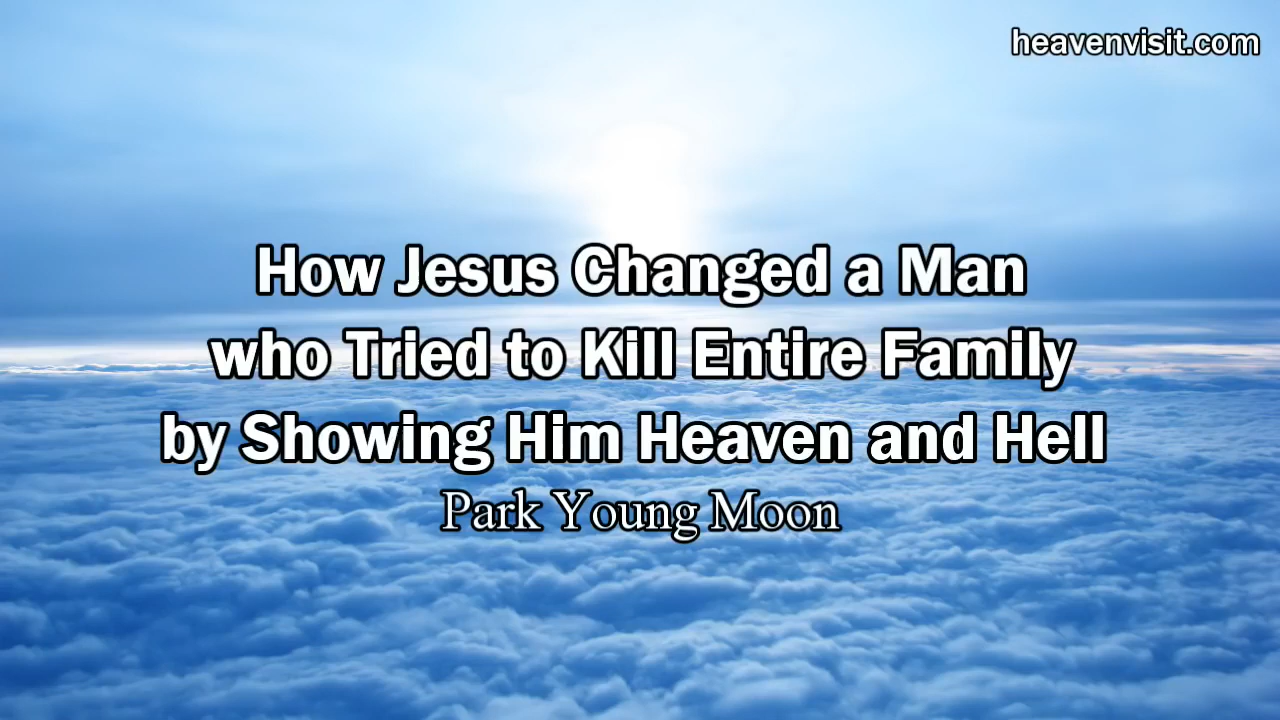 heavenvisit.com
How Jesus Changed a Man
who Tried to Kill Entire Family
by Showing Him Heaven and Hell
Park Young Moon